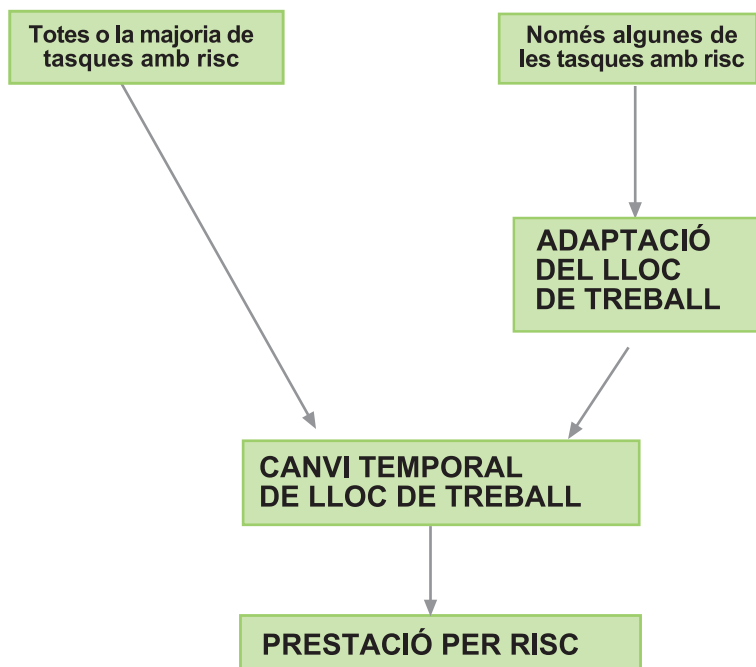 Totes o la majoria de
tasques amb risc
Només algunes de
les tasques amb risc
ADAPTACIÓ
DEL LLOC
DE TREBALL
CANVI TEMPORAL
DE LLOC DE TREBALL
PRESTACIÓ PER RISC